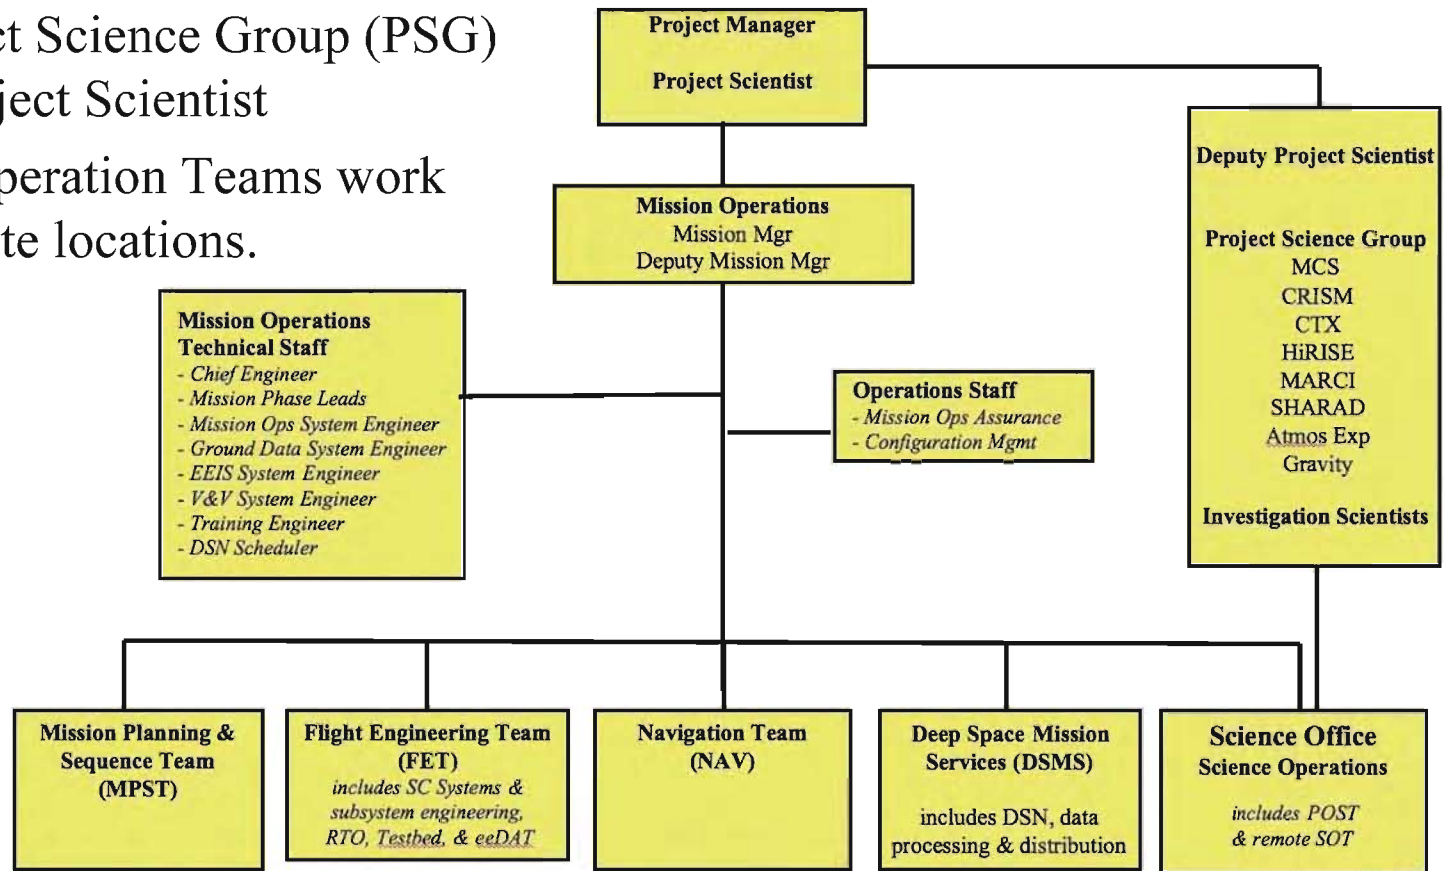 ct Science Group (PSG)
ject Scientist
peration Teams work
te locations.
Project Manager
Project Scientist
Deputy Project Scientist
Project Science Group
MCS
CRISM
CTX
HiRISE
MARCI
SHARAD
Atmos Exp
Gravity
Investigation Scientists
Mission Operations
Mission Mgr
Deputy Mission Mgr
Mission Operations
Technical Staff
- Chief Engineer
- Mission Phase Leads
- Mission Ops System Engineer
- Ground Data System Engineer
- EEIS System Engineer
- V&V System Engineer
- Training Engineer
- DSN Scheduler
Operations Staff
- Mission Ops Assurance
- Configuration Mgmt
Mission Planning &
Sequence Team
(MPST)
Flight Engineering Team
(FET)
includes SC Systems &
subsystem engineering,
RTO, Testbed, & eeDAT
Navigation Team
(NAV)
Deep Space Mission
Services (DSMS)
includes DSN, data
processing & distribution
Science Office
Science Operations
includes POST
& remote SOT